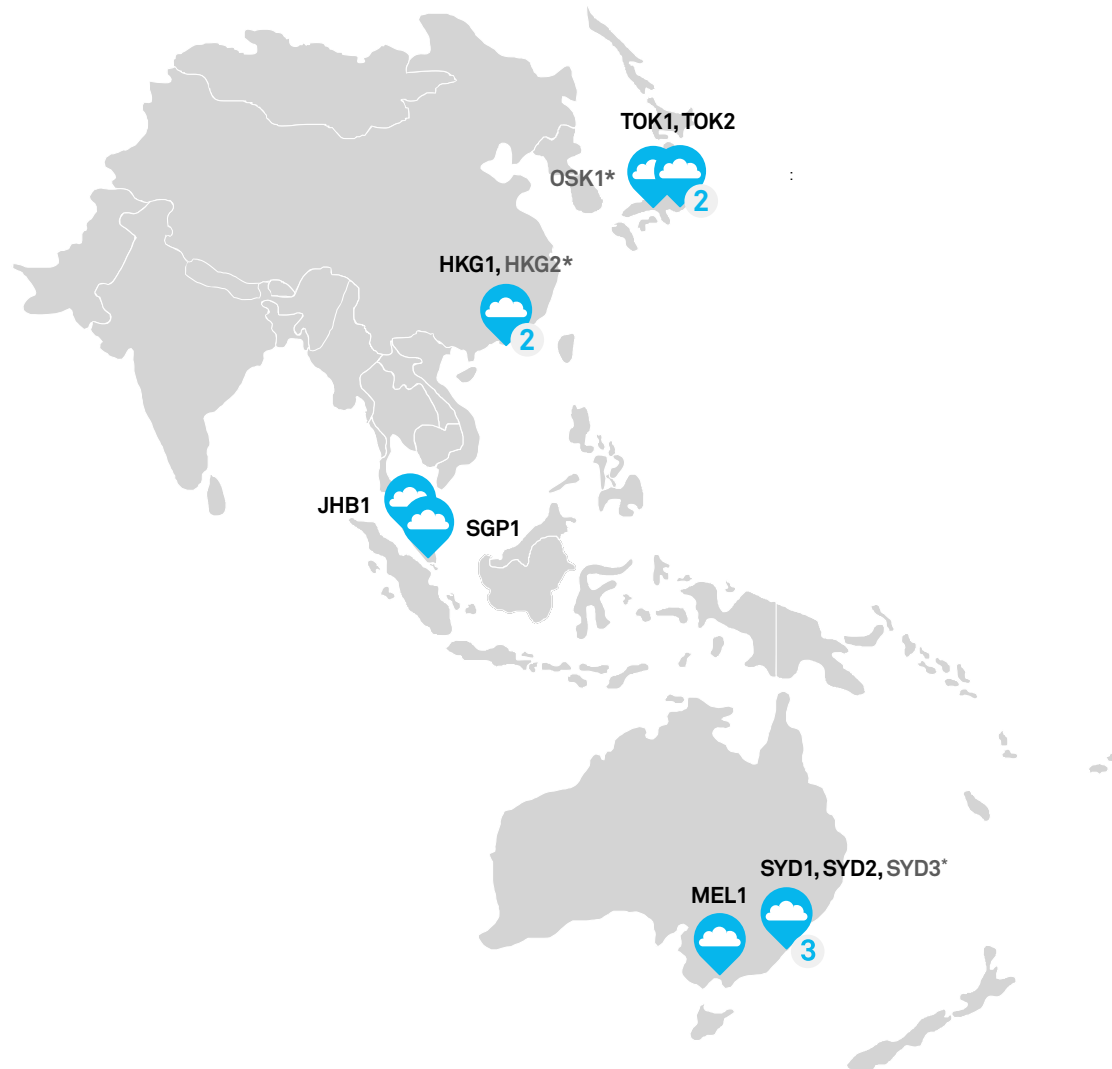 TOK1, TOK2
OSK1*
:
2
HKG1, HKG2*
2
JHB1
SGP1
SYD1, SYD2, SYD3*
MEL1
3